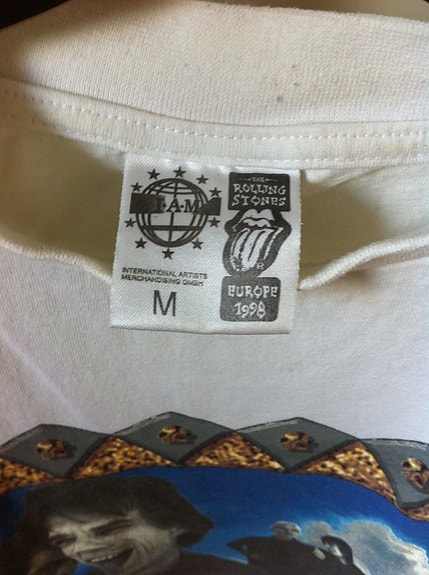 I.A.M
INTERNATIONAL ARTISTS
MERCHANDISING GMBH
M
THE
ROLLING
STONES
R
EUROPE
1998